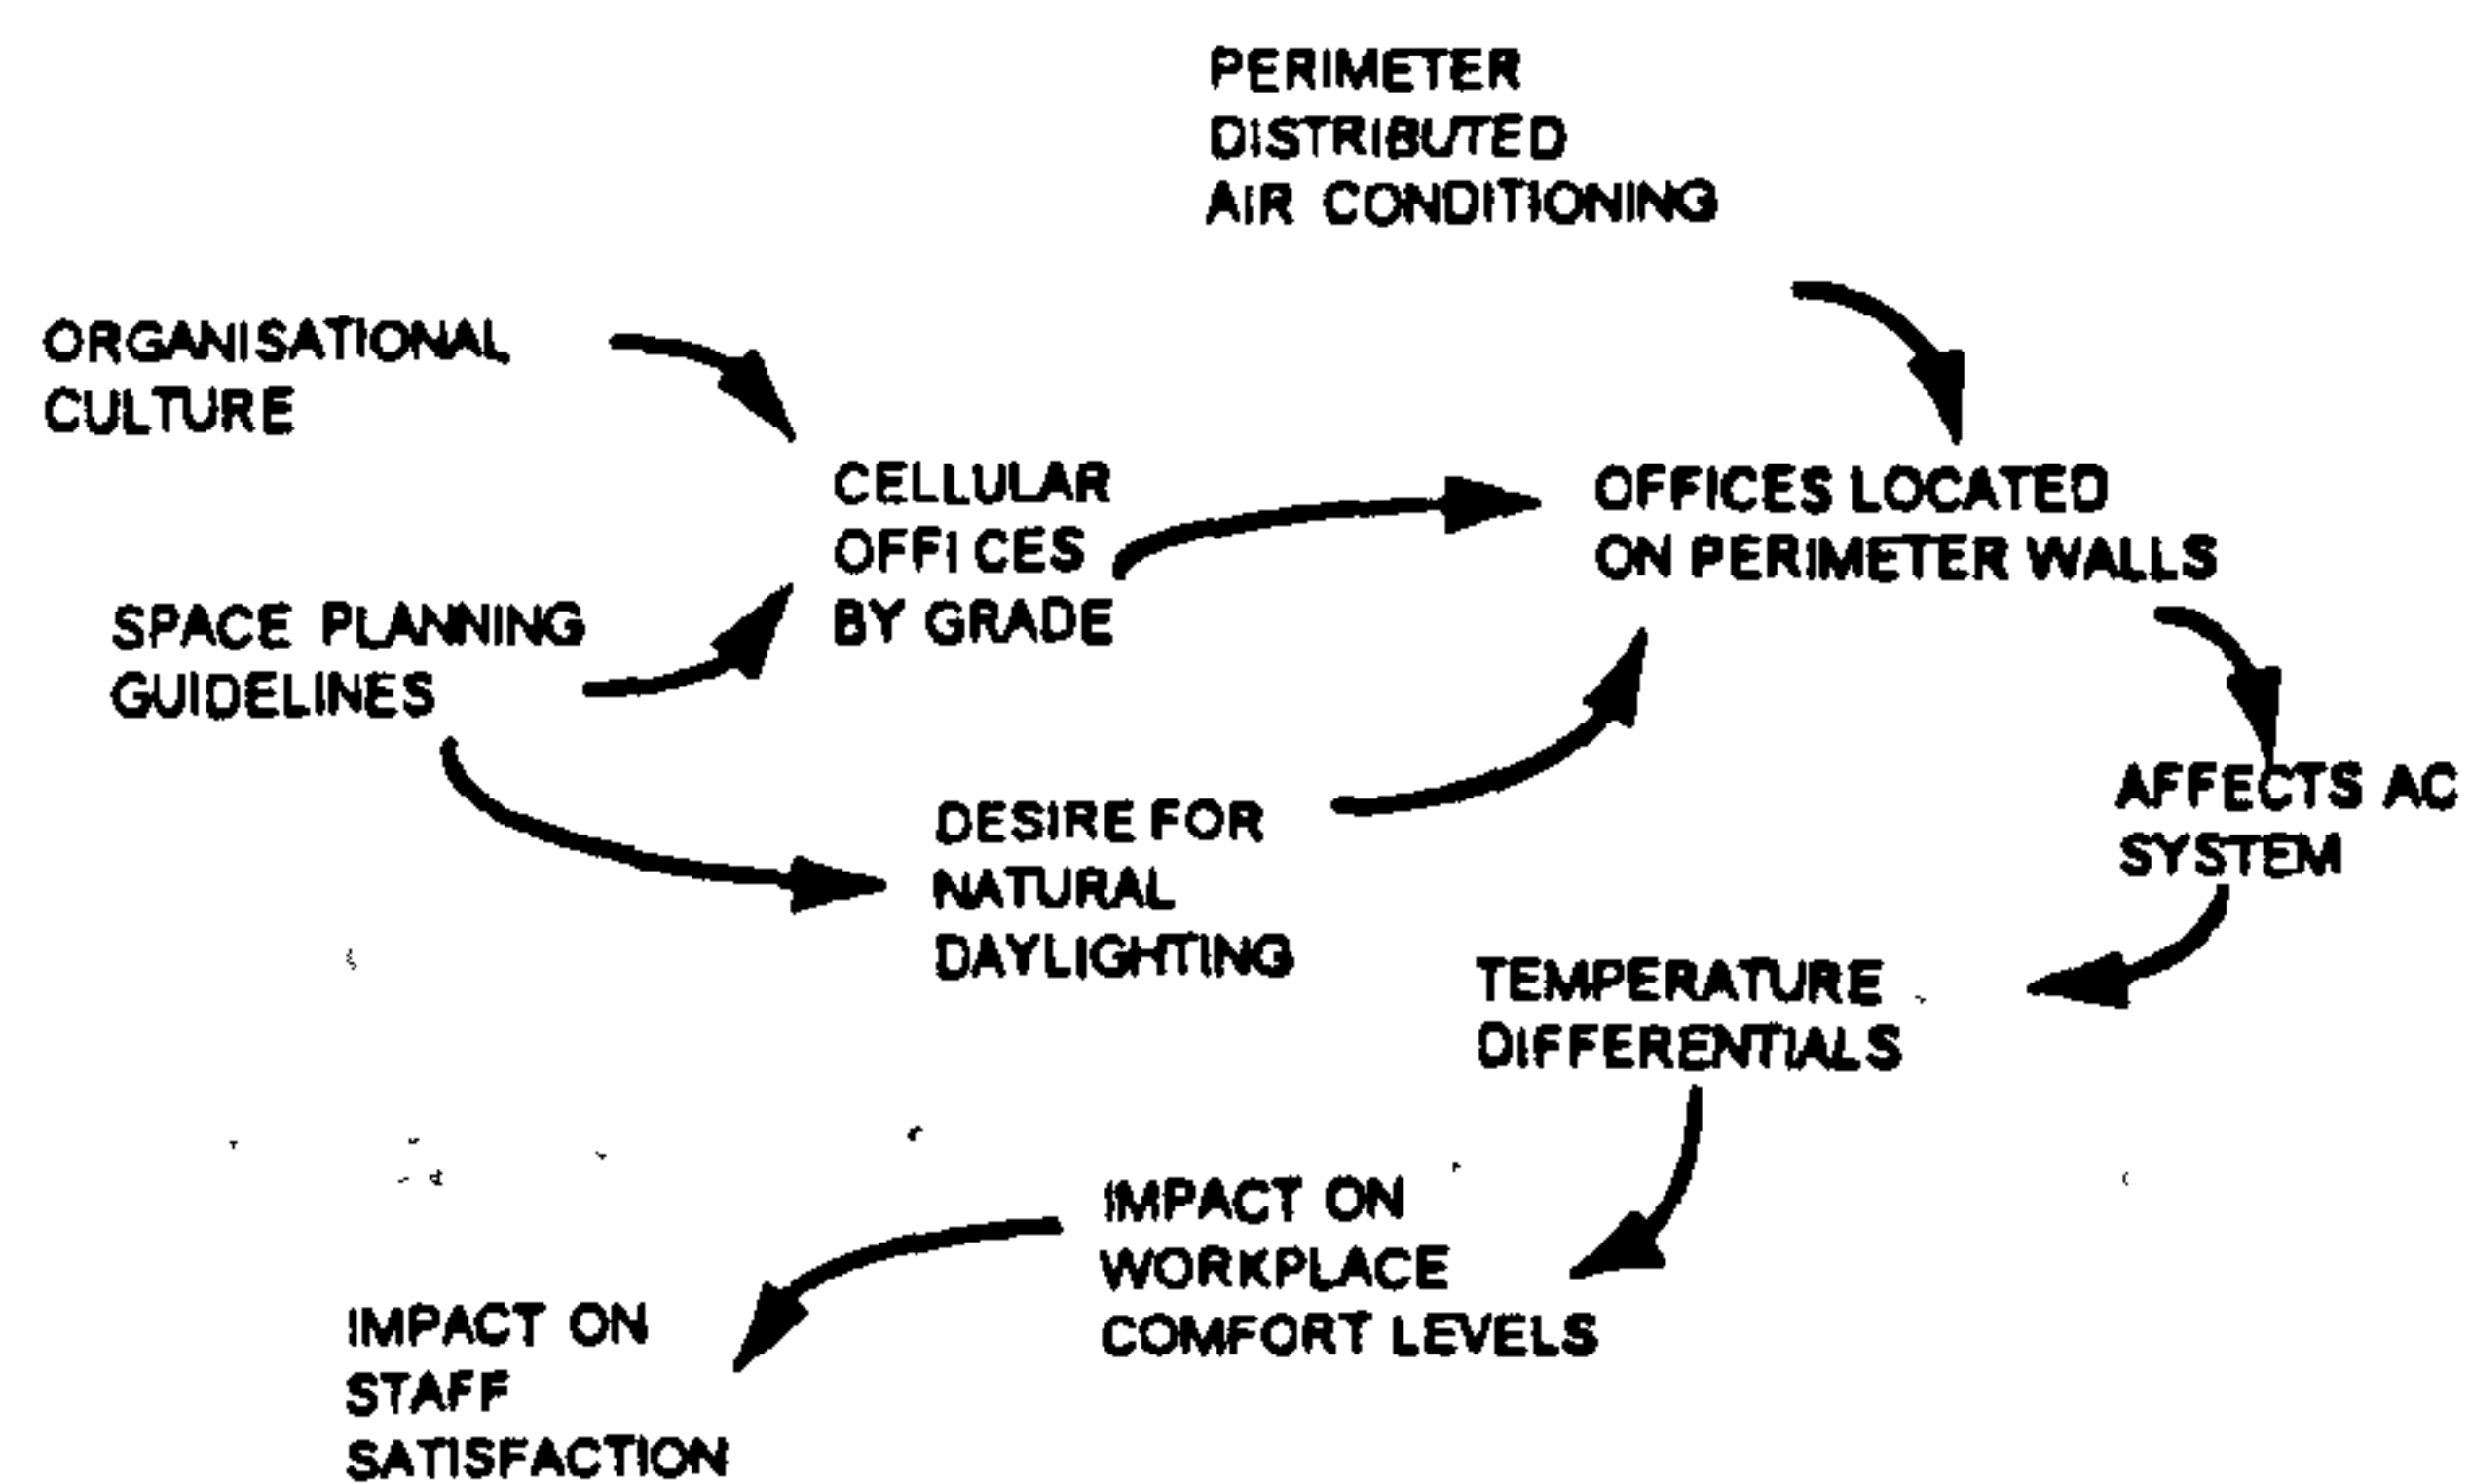 PERIMETER
DISTRIBUTED
AIR CONDITIONING
ORGANISATIONAL
CULTURE
CELLULAR
OFFICES
BY GRADE
OFFICES LOCATED
ON PERIMETER WALLS
SPACE PLANNING
GUIDELINES
DESIRE FOR
NATURAL
DAYLIGHTING
AFFECTS AC
SYSTEM
TEMPERATURE
DIFFERENTIALS
IMPACT ON
WORKPLACE
COMFORT LEVELS
IMPACT ON
STAFF
SATISFACTION